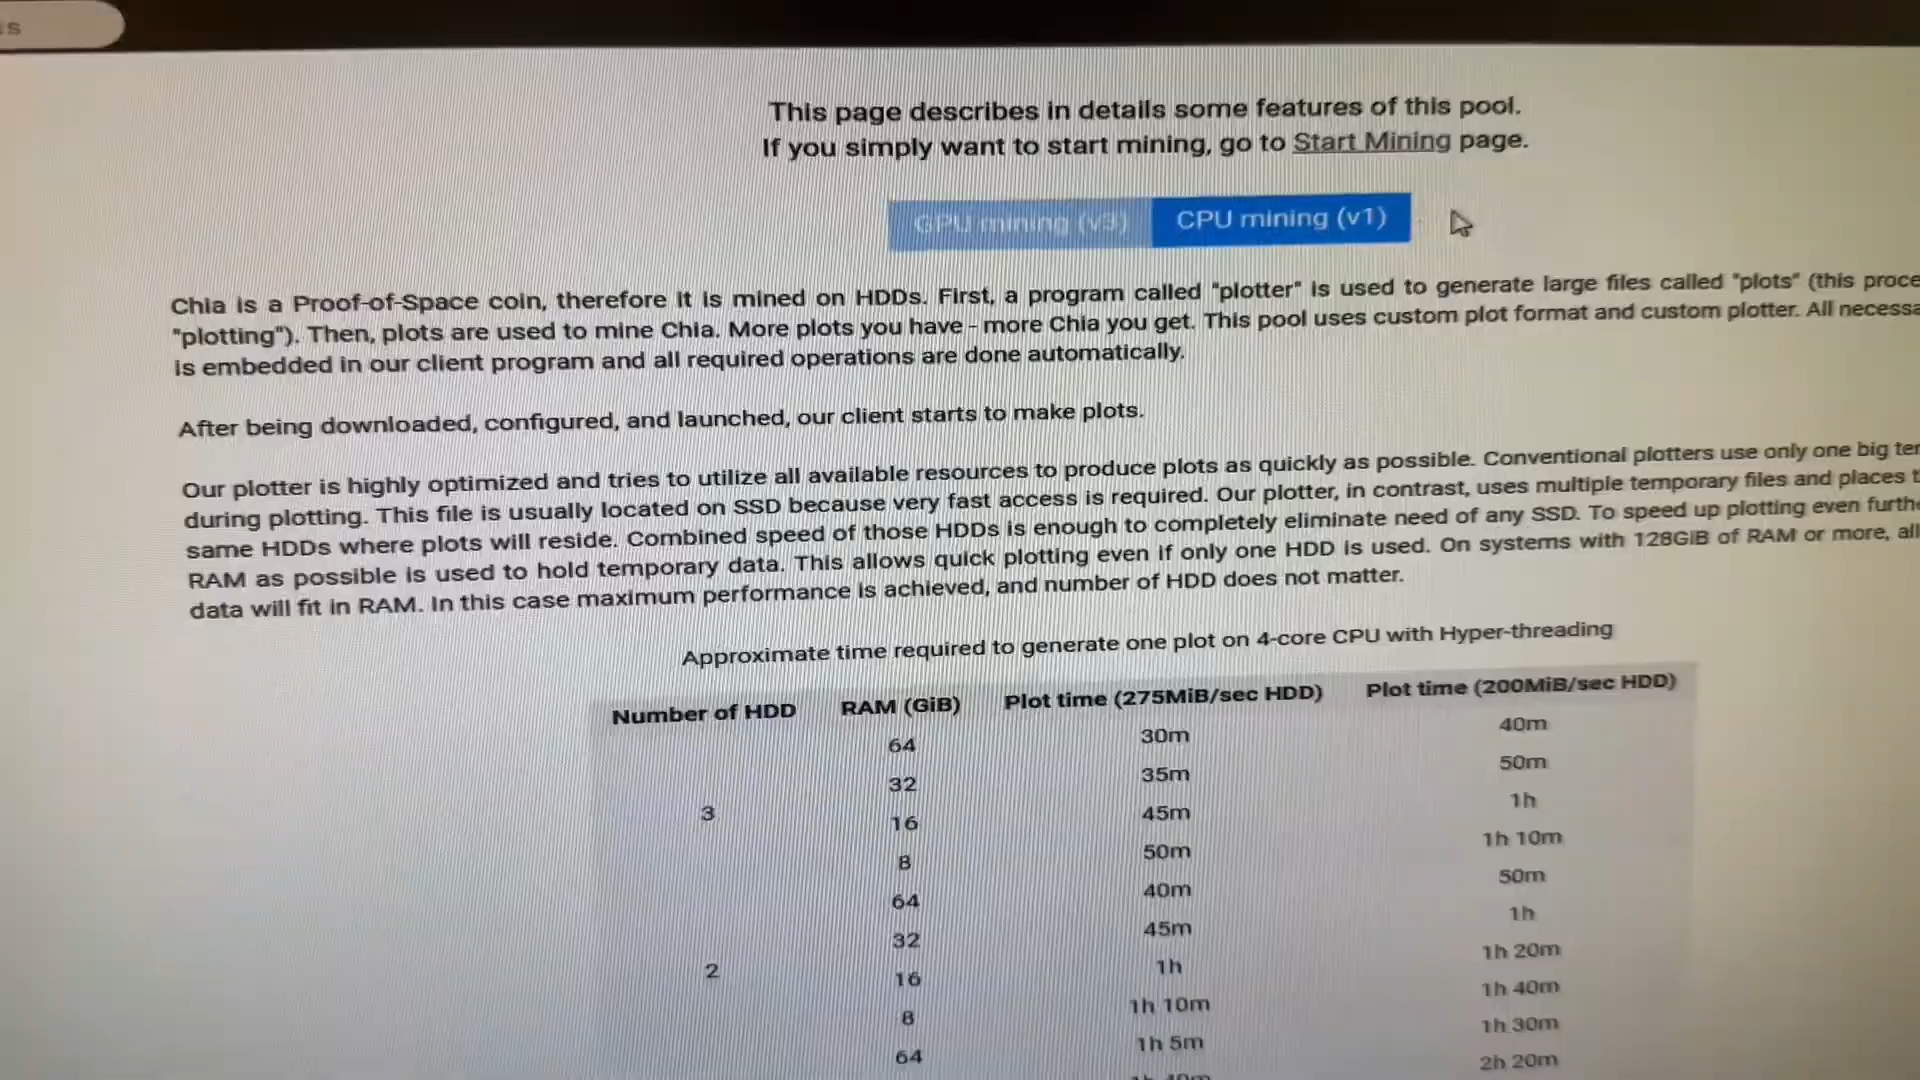 This page describes in details some features of this pool.
If you simply want to start mining, go to Start Mining page.
GPU mining (v3) CPU mining (v1)
Chia is a Proof-of-Space coin, therefore it is mined on HDDs. First, a program called "plotter" is used to generate large files called "plots" (this
"plotting"). Then, plots are used to mine Chia. More plots you have - more Chia you get. This pool uses custom plot format and custom plotter. All
is embedded in our client program and all required operations are done automatically.
After being downloaded, configured, and launched, our client starts to make plots.
Our plotter is highly optimized and tries to utilize all available resources to produce plots as quickly as possible. Conventional plotters use only one big
during plotting. This file is usually located on SSD because very fast access is required. Our plotter, in contrast, uses multiple temporary files and places
same HDDs where plots will reside. Combined speed of those HDDs is enough to completely eliminate need of any SSD. To speed up plotting even
RAM as possible is used to hold temporary data. This allows quick plotting even if only one HDD is used. On systems with 128GiB of RAM or more, all
data will fit in RAM. In this case maximum performance is achieved, and number of HDD does not matter.
Approximate time required to generate one plot on 4-core CPU with Hyper-threading
Number of HDD RAM (GiB) Plot time (275MiB/sec HDD) Plot time (200MiB/sec HDD)
64 30m 40m
32 35m 50m
3
16 45m 1h
8 50m 1h 10m
64 40m 50m
32 45m 1h
2
16 1h 1h 20m
8 1h 10m 1h 40m
64 1h 5m 1h 30m
2h 20m